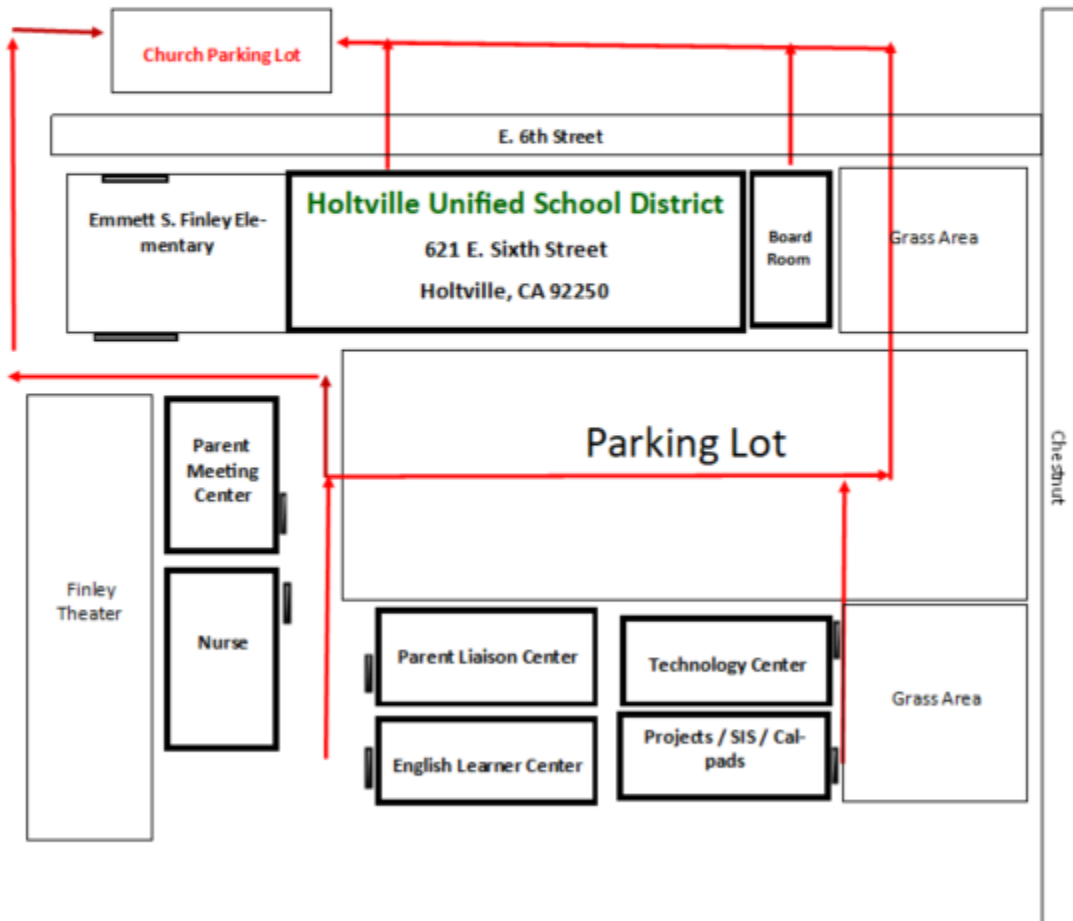 Church Parking Lot
E. 6th Street
Emmett S. Finley Ele-
mentary
Holtville Unified School District
621 E. Sixth Street
Holtville, CA 92250
Board
Room
Grass Area
Parking Lot
Chestnut
Parent
Meeting
Center
Finley
Theater
Nurse
Parent Liaison Center
Technology Center
Grass Area
English Learner Center
Projects / SIS / Cal-
pads